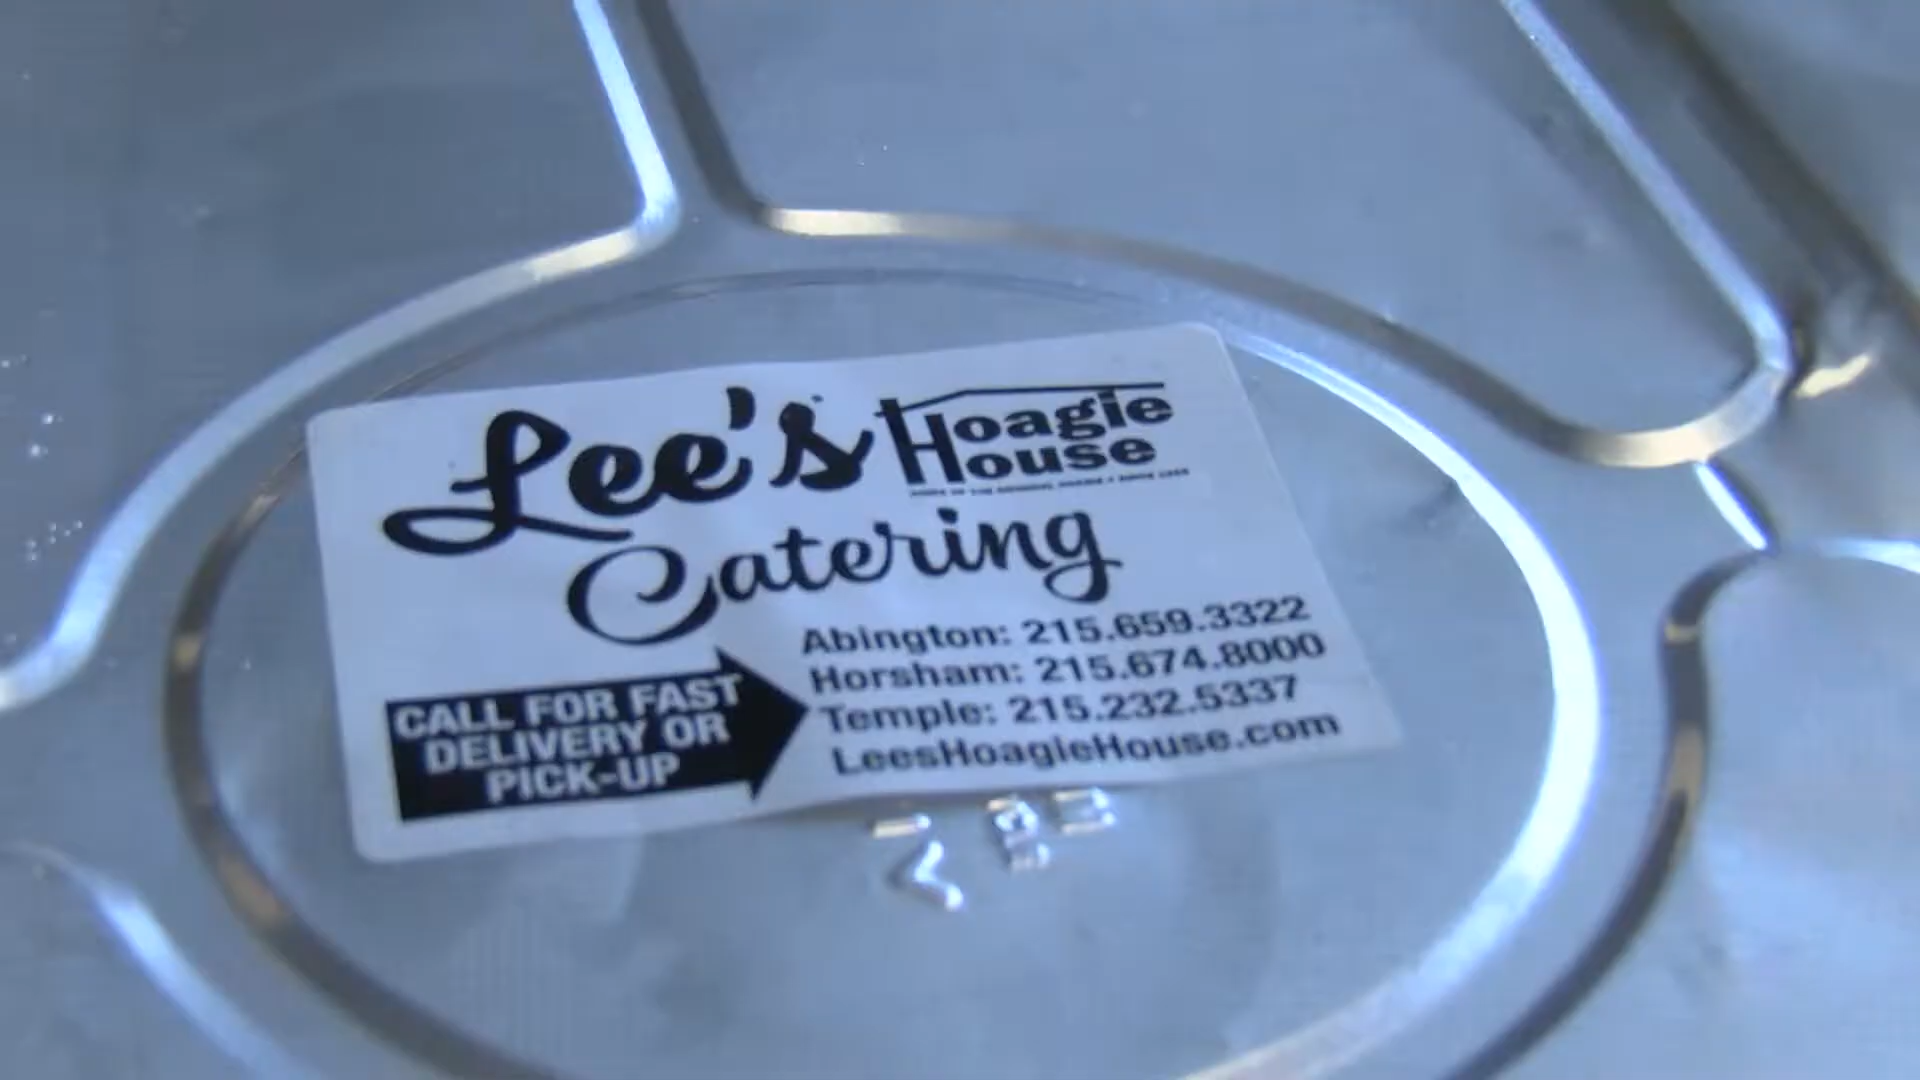 Lee's Hoagie House
Catering
CALL FOR FAST
DELIVERY OR
PICK-UP
Abington: 215.659.3322
Horsham: 215.674.8000
Temple: 215.232.5337
LeesHoagieHouse.com